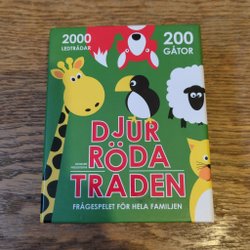 2000
LEDTRÅDAR
200
GÅTOR
DJUR
RÖDA
TRÅDEN
FRÅGESPELET FÖR HELA FAMILJEN